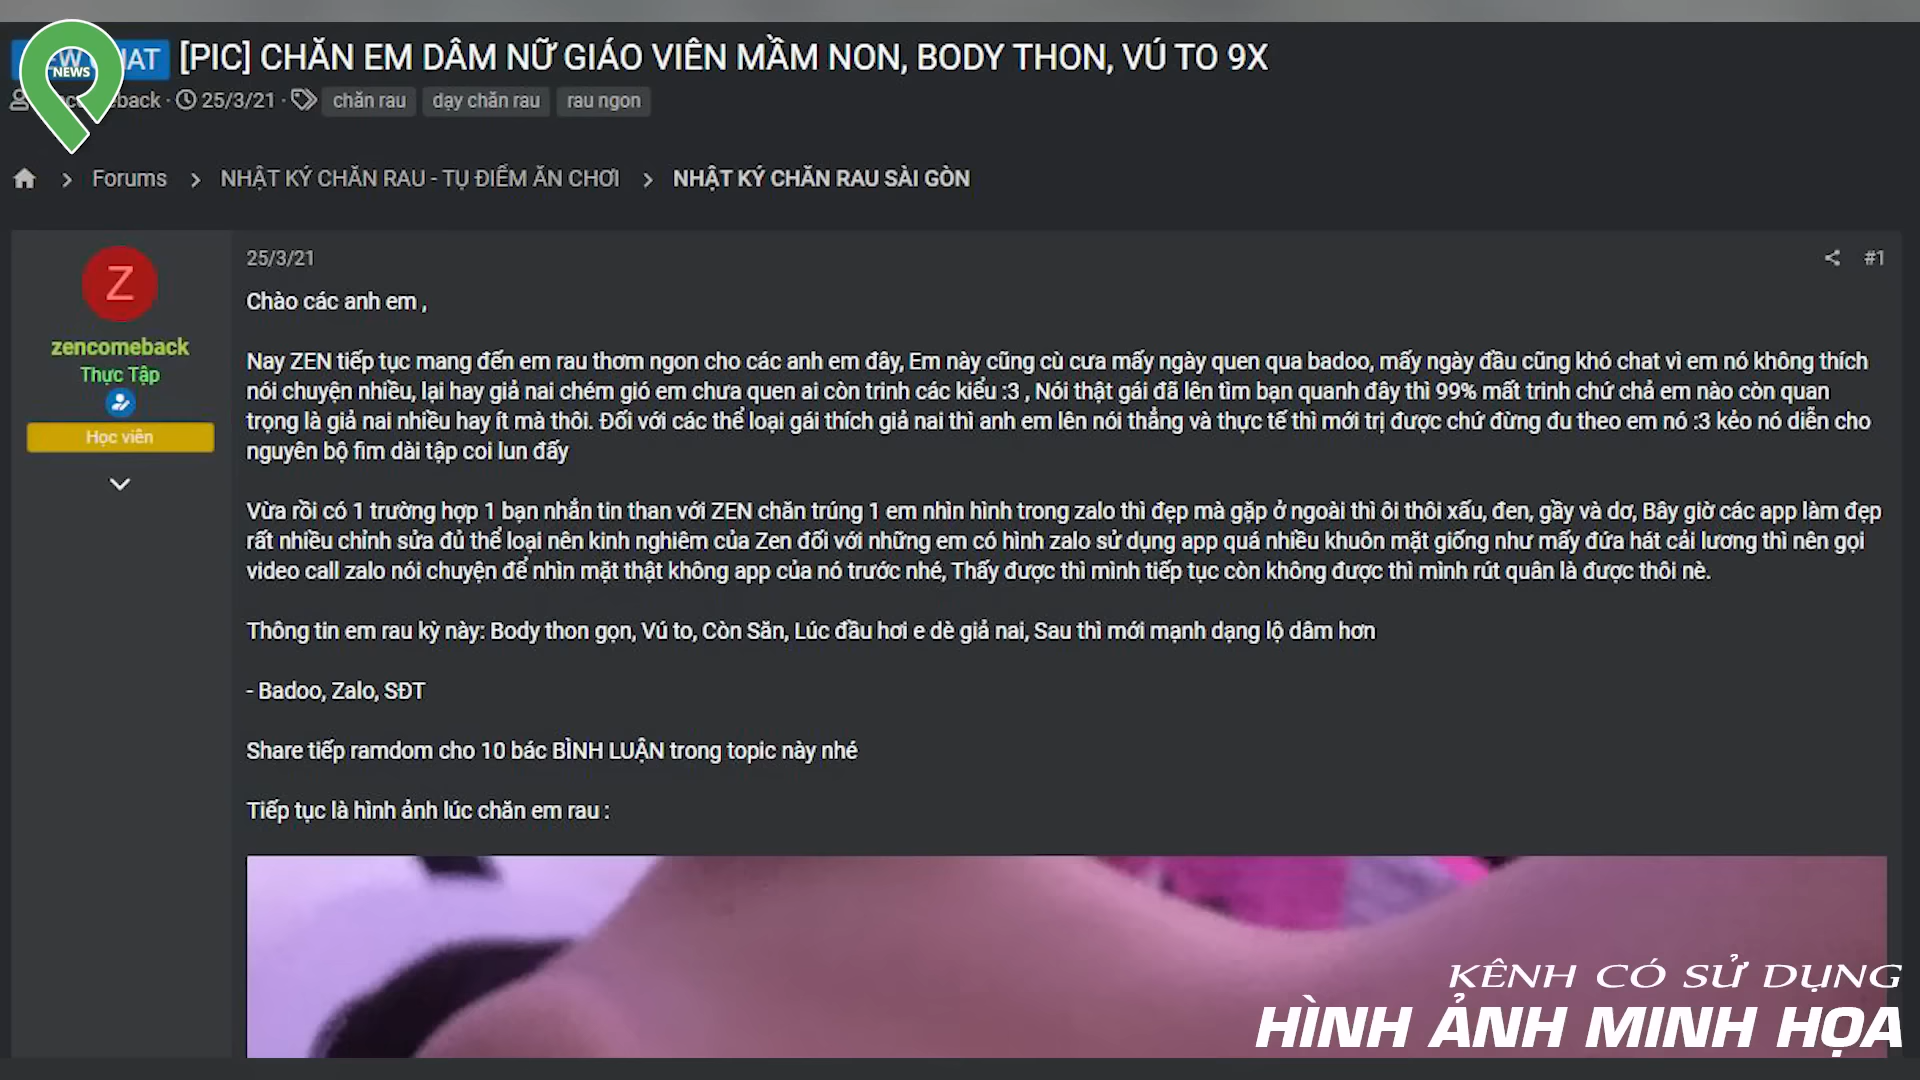 NEWS
[PIC] CHĂN EM DÂM NỮ GIÁO VIÊN MẦM NON, BODY THON, VÚ TO 9X
25/3/21 · chăn rau dạy chăn rau rau ngon
Forums > NHẬT KÝ CHĂN RAU - TỤ ĐIỂM ĂN CHƠI > NHẬT KÝ CHĂN RAU SÀI GÒN
Z
zencomeback
Thực Tập
Học viên
25/3/21 #1
Chào các anh em ,
Nay ZEN tiếp tục mang đến em rau thơm ngon cho các anh em đây, Em này cũng cù cưa mấy ngày quen qua badoo, mấy ngày đầu cũng khó chat vì em nó không thích
nói chuyện nhiều, lại hay giả nai chém gió em chưa quen ai còn trinh các kiểu :3 , Nói thật gái đã lên tìm bạn quanh đây thì 99% mất trinh chứ chả em nào còn quan
trọng là giả nai nhiều hay ít mà thôi. Đối với các thể loại gái thích giả nai thì anh em lên nói thẳng và thực tế thì mới trị được chứ đừng đu theo em nó :3 kẻo nó diễn cho
nguyên bộ fim dài tập coi lun đấy
Vừa rồi có 1 trường hợp 1 bạn nhắn tin than với ZEN chăn trúng 1 em nhìn hình trong zalo thì đẹp mà gặp ở ngoài thì ôi thôi xấu, đen, gầy và dơ, Bây giờ các app làm đẹp
rất nhiều chỉnh sửa đủ thể loại nên kinh nghiêm của Zen đối với những em có hình zalo sử dụng app quá nhiều khuôn mặt giống như mấy đứa hát cải lương thì nên gọi
video call zalo nói chuyện để nhìn mặt thật không app của nó trước nhé, Thấy được thì mình tiếp tục còn không được thì mình rút quân là được thôi nè.
Thông tin em rau kỳ này: Body thon gọn, Vú to, Còn Săn, Lúc đầu hơi e dè giả nai, Sau thì mới mạnh dạng lộ dâm hơn
- Badoo, Zalo, SĐT
Share tiếp ramdom cho 10 bác BÌNH LUẬN trong topic này nhé
Tiếp tục là hình ảnh lúc chăn em rau :
KÊNH CÓ SỬ DỤNG
HÌNH ẢNH MINH HỌA